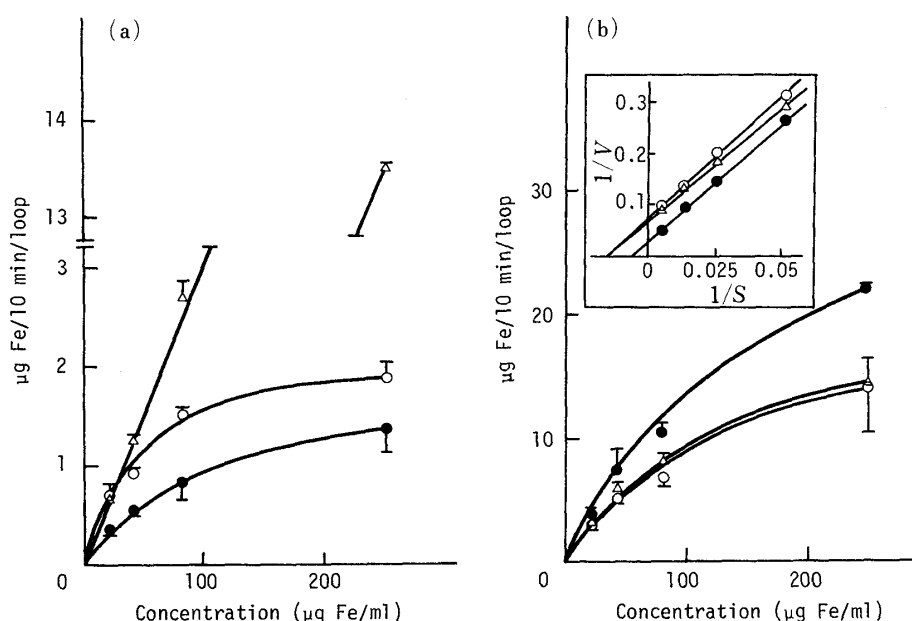 (a)
14
13
3
2
1
0
100
200
µg Fe/10 min/loop
Concentration (µg Fe/ml)
(b)
30
20
10
0
100
200
µg Fe/10 min/loop
Concentration (µg Fe/ml)
0.3
0.2
0.1
0
0.025
0.05
1/V
1/S